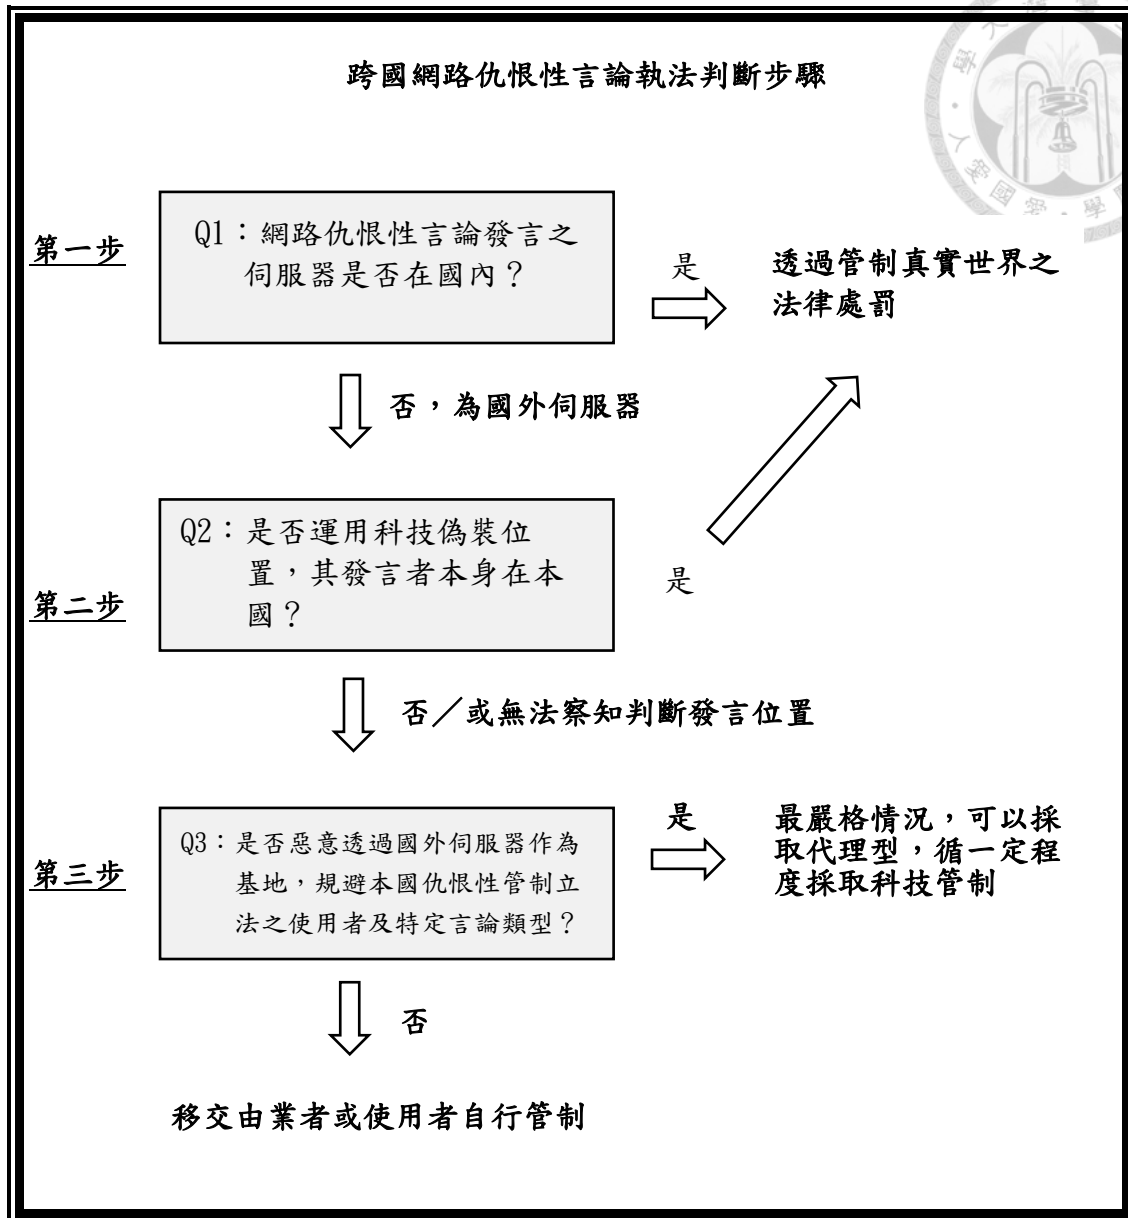 跨國網路仇恨性言論執法判斷步驟
第一步
Q1：網路仇恨性言論發言之
伺服器是否在國內？
是
透過管制真實世界之
法律處罰
否，為國外伺服器
第二步
Q2：是否運用科技偽裝位
置，其發言者本身在本
國？
是
否／或無法察知判斷發言位置
第三步
Q3：是否惡意透過國外伺服器作為
基地，規避本國仇恨性管制立
法之使用者及特定言論類型？
是
最嚴格情況，可以採
取代理型，循一定程
度採取科技管制
否
移交由業者或使用者自行管制